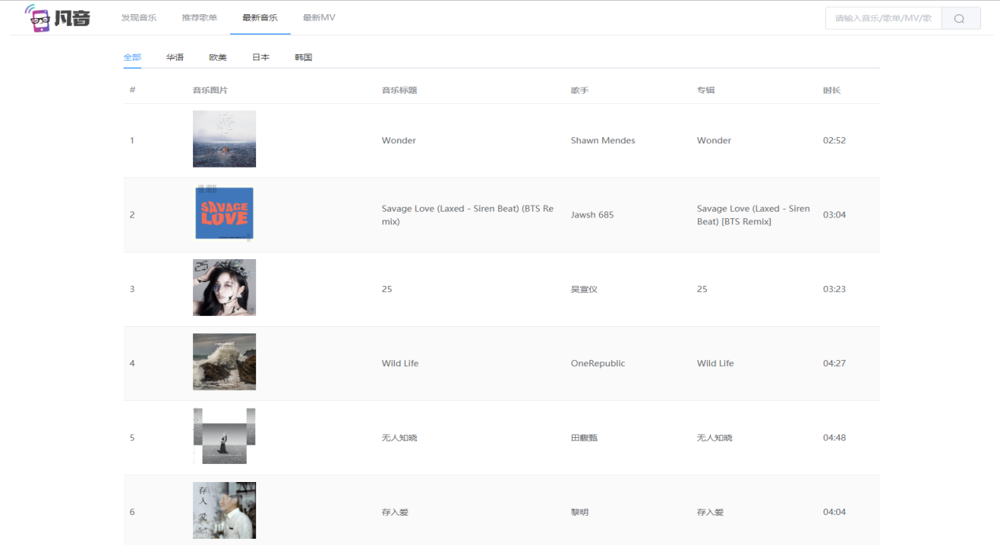 凡音
发现音乐 推荐歌单 最新音乐 最新MV
请输入音乐/歌单/MV/歌
全部 华语 欧美 日本 韩国
# 音乐图片 音乐标题 歌手 专辑 时长
1 Wonder Shawn Mendes Wonder 02:52
SAVAGE
LOVE
2 Savage Love (Laxed - Siren Beat) (BTS Re
mix) Jawsh 685 Savage Love (Laxed - Siren
Beat) [BTS Remix] 03:04
25
3 25 吴宣仪 25 03:23
4 Wild Life OneRepublic Wild Life 04:27
5 无人知晓 田馥甄 无人知晓 04:48
存
人
爱
6 存入爱 黎明 存入爱 04:04